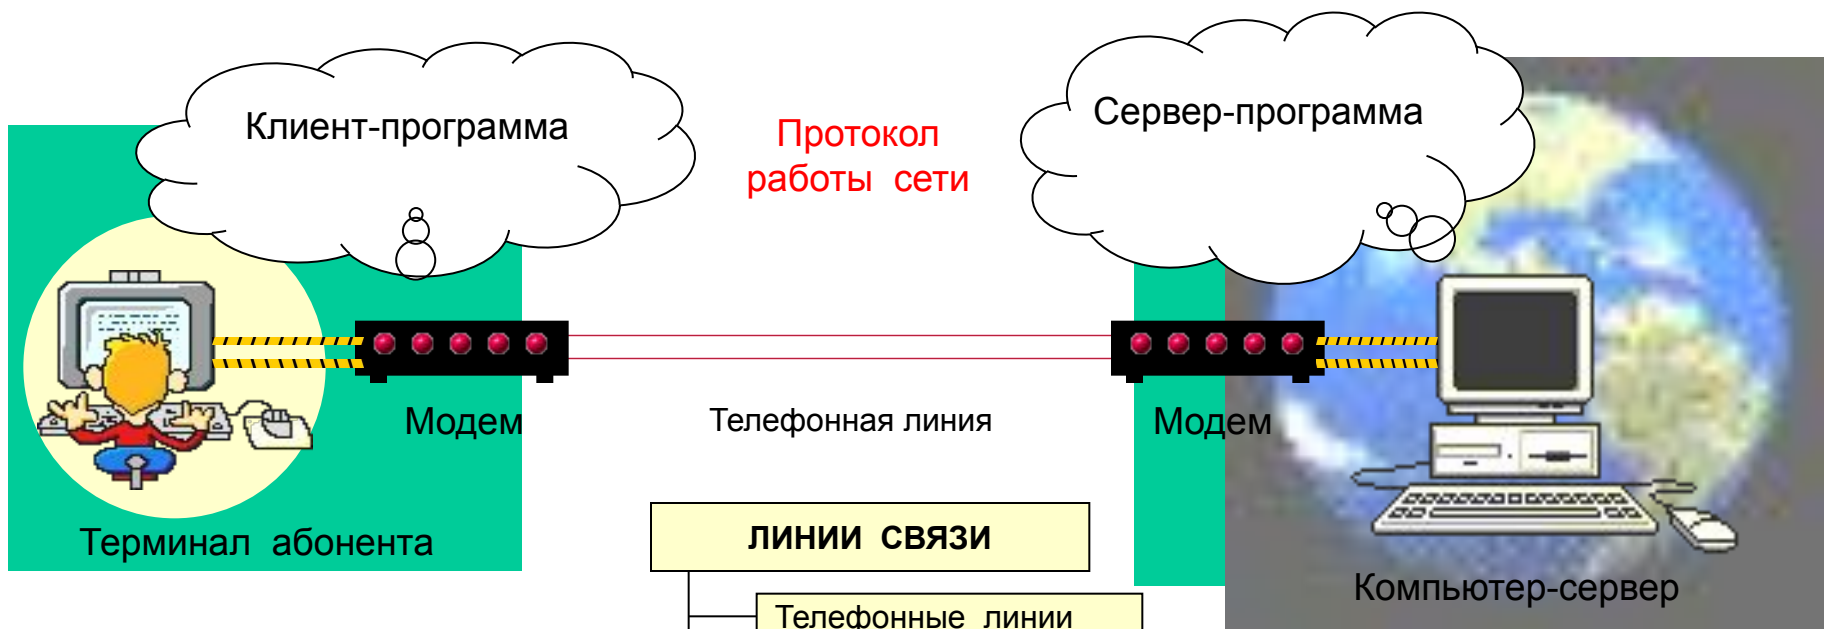 Клиент-программа
Протокол
работы сети
Сервер-программа
Модем
Телефонная линия
Модем
Терминал абонента
ЛИНИИ СВЯЗИ
Телефонные линии
Компьютер-сервер